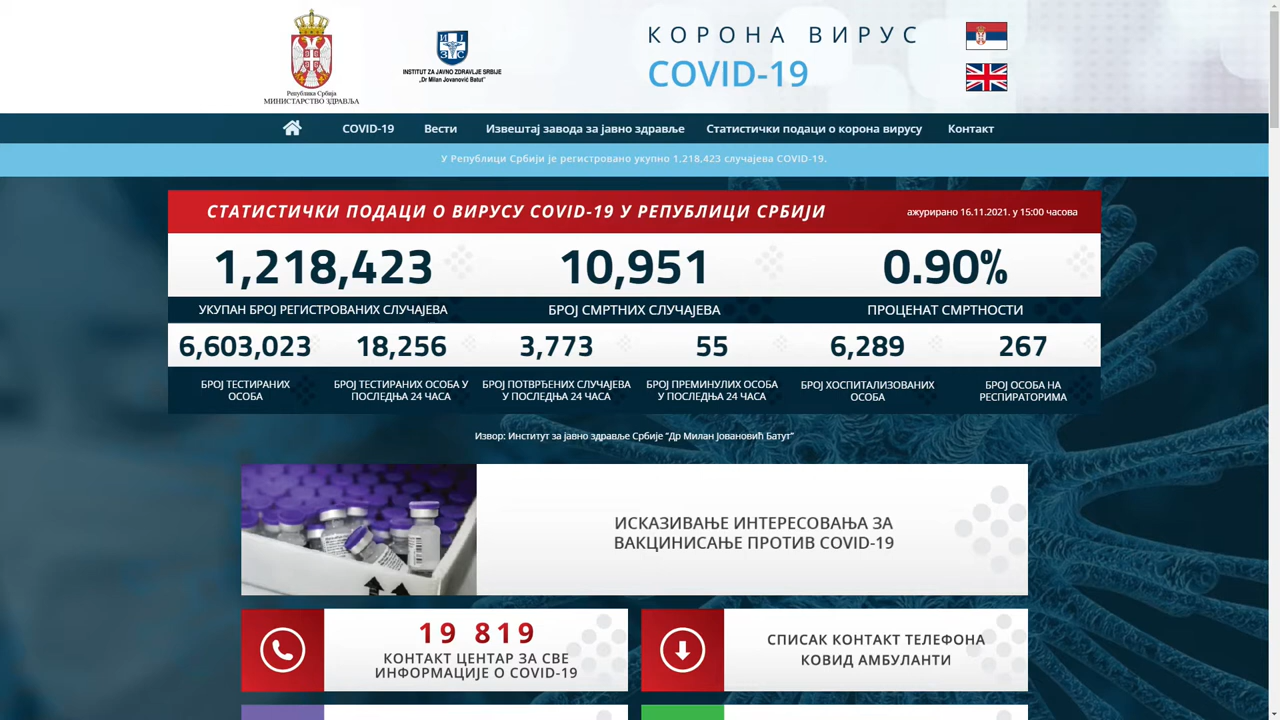 Република Србија
МИНИСТАРСТВО ЗДРАВЉА
INSTITUT ZA JAVNO ZDRAVLJE SRBIJE
„Dr Milan Jovanović Batut"
КОРОНА ВИРУС
COVID-19
COVID-19 Вести Извештај завода за јавно здравље Статистички подаци о корона вирусу Контакт
У Републици Србији је регистровано укупно 1.218.423 случајева COVID-19.
СТАТИСТИЧКИ ПОДАЦИ О ВИРУСУ COVID-19 У РЕПУБЛИЦИ СРБИЈИ
ажурирано 16.11.2021. у 15:00 часова
1,218,423 10,951 0.90%
УКУПАН БРОЈ РЕГИСТРОВАНИХ СЛУЧАЈЕВА БРОЈ СМРТНИХ СЛУЧАЈЕВА ПРОЦЕНАТ СМРТНОСТИ
6,603,023 18,256 3,773 55 6,289 267
БРОЈ ТЕСТИРАНИХ
ОСОБА
БРОЈ ТЕСТИРАНИХ ОСОБА У
ПОСЛЕДЊА 24 ЧАСА
БРОЈ ПОТВРЂЕНИХ СЛУЧАЈЕВА
У ПОСЛЕДЊА 24 ЧАСА
БРОЈ ПРЕМИНУЛИХ ОСОБА
У ПОСЛЕДЊА 24 ЧАСА
БРОЈ ХОСПИТАЛИЗОВАНИХ
ОСОБА
БРОЈ ОСОБА НА
РЕСПИРАТОРИМА
Извор: Институт за јавно здравље Србије "Др Милан Јовановић Батут"
ИСКАЗИВАЊЕ ИНТЕРЕСОВАЊА ЗА
ВАКЦИНИСАЊЕ ПРОТИВ COVID-19
19 819
КОНТАКТ ЦЕНТАР ЗА СВЕ
ИНФОРМАЦИЈЕ О COVID-19
СПИСАК КОНТАКТ ТЕЛЕФОНА
КОВИД АМБУЛАНТИ